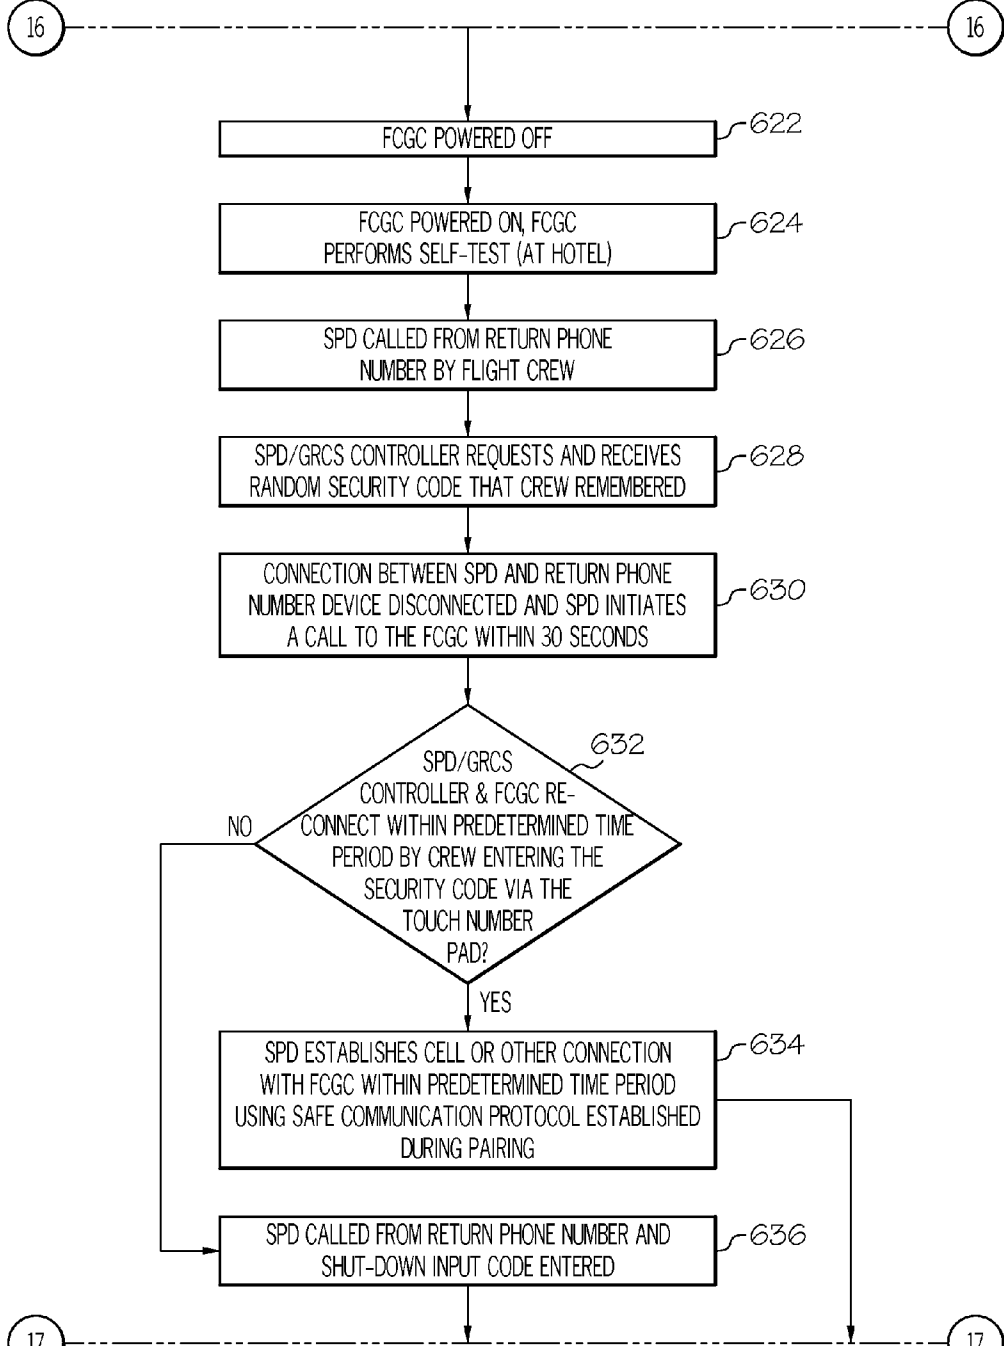 16 16
FCGC POWERED OFF 622
FCGC POWERED ON, FCGC
PERFORMS SELF-TEST (AT HOTEL)
624
SPD CALLED FROM RETURN PHONE
NUMBER BY FLIGHT CREW
626
SPD/GRCS CONTROLLER REQUESTS AND RECEIVES
RANDOM SECURITY CODE THAT CREW REMEMBERED
628
CONNECTION BETWEEN SPD AND RETURN PHONE
NUMBER DEVICE DISCONNECTED AND SPD INITIATES
A CALL TO THE FCGC WITHIN 30 SECONDS
630
SPD/GRCS
CONTROLLER & FCGC RE-
CONNECT WITHIN PREDETERMINED TIME
PERIOD BY CREW ENTERING THE
SECURITY CODE VIA THE
TOUCH NUMBER
PAD?
632
NO
YES
SPD ESTABLISHES CELL OR OTHER CONNECTION
WITH FCGC WITHIN PREDETERMINED TIME PERIOD
USING SAFE COMMUNICATION PROTOCOL ESTABLISHED
DURING PAIRING
634
SPD CALLED FROM RETURN PHONE NUMBER AND
SHUT-DOWN INPUT CODE ENTERED
636
17 17